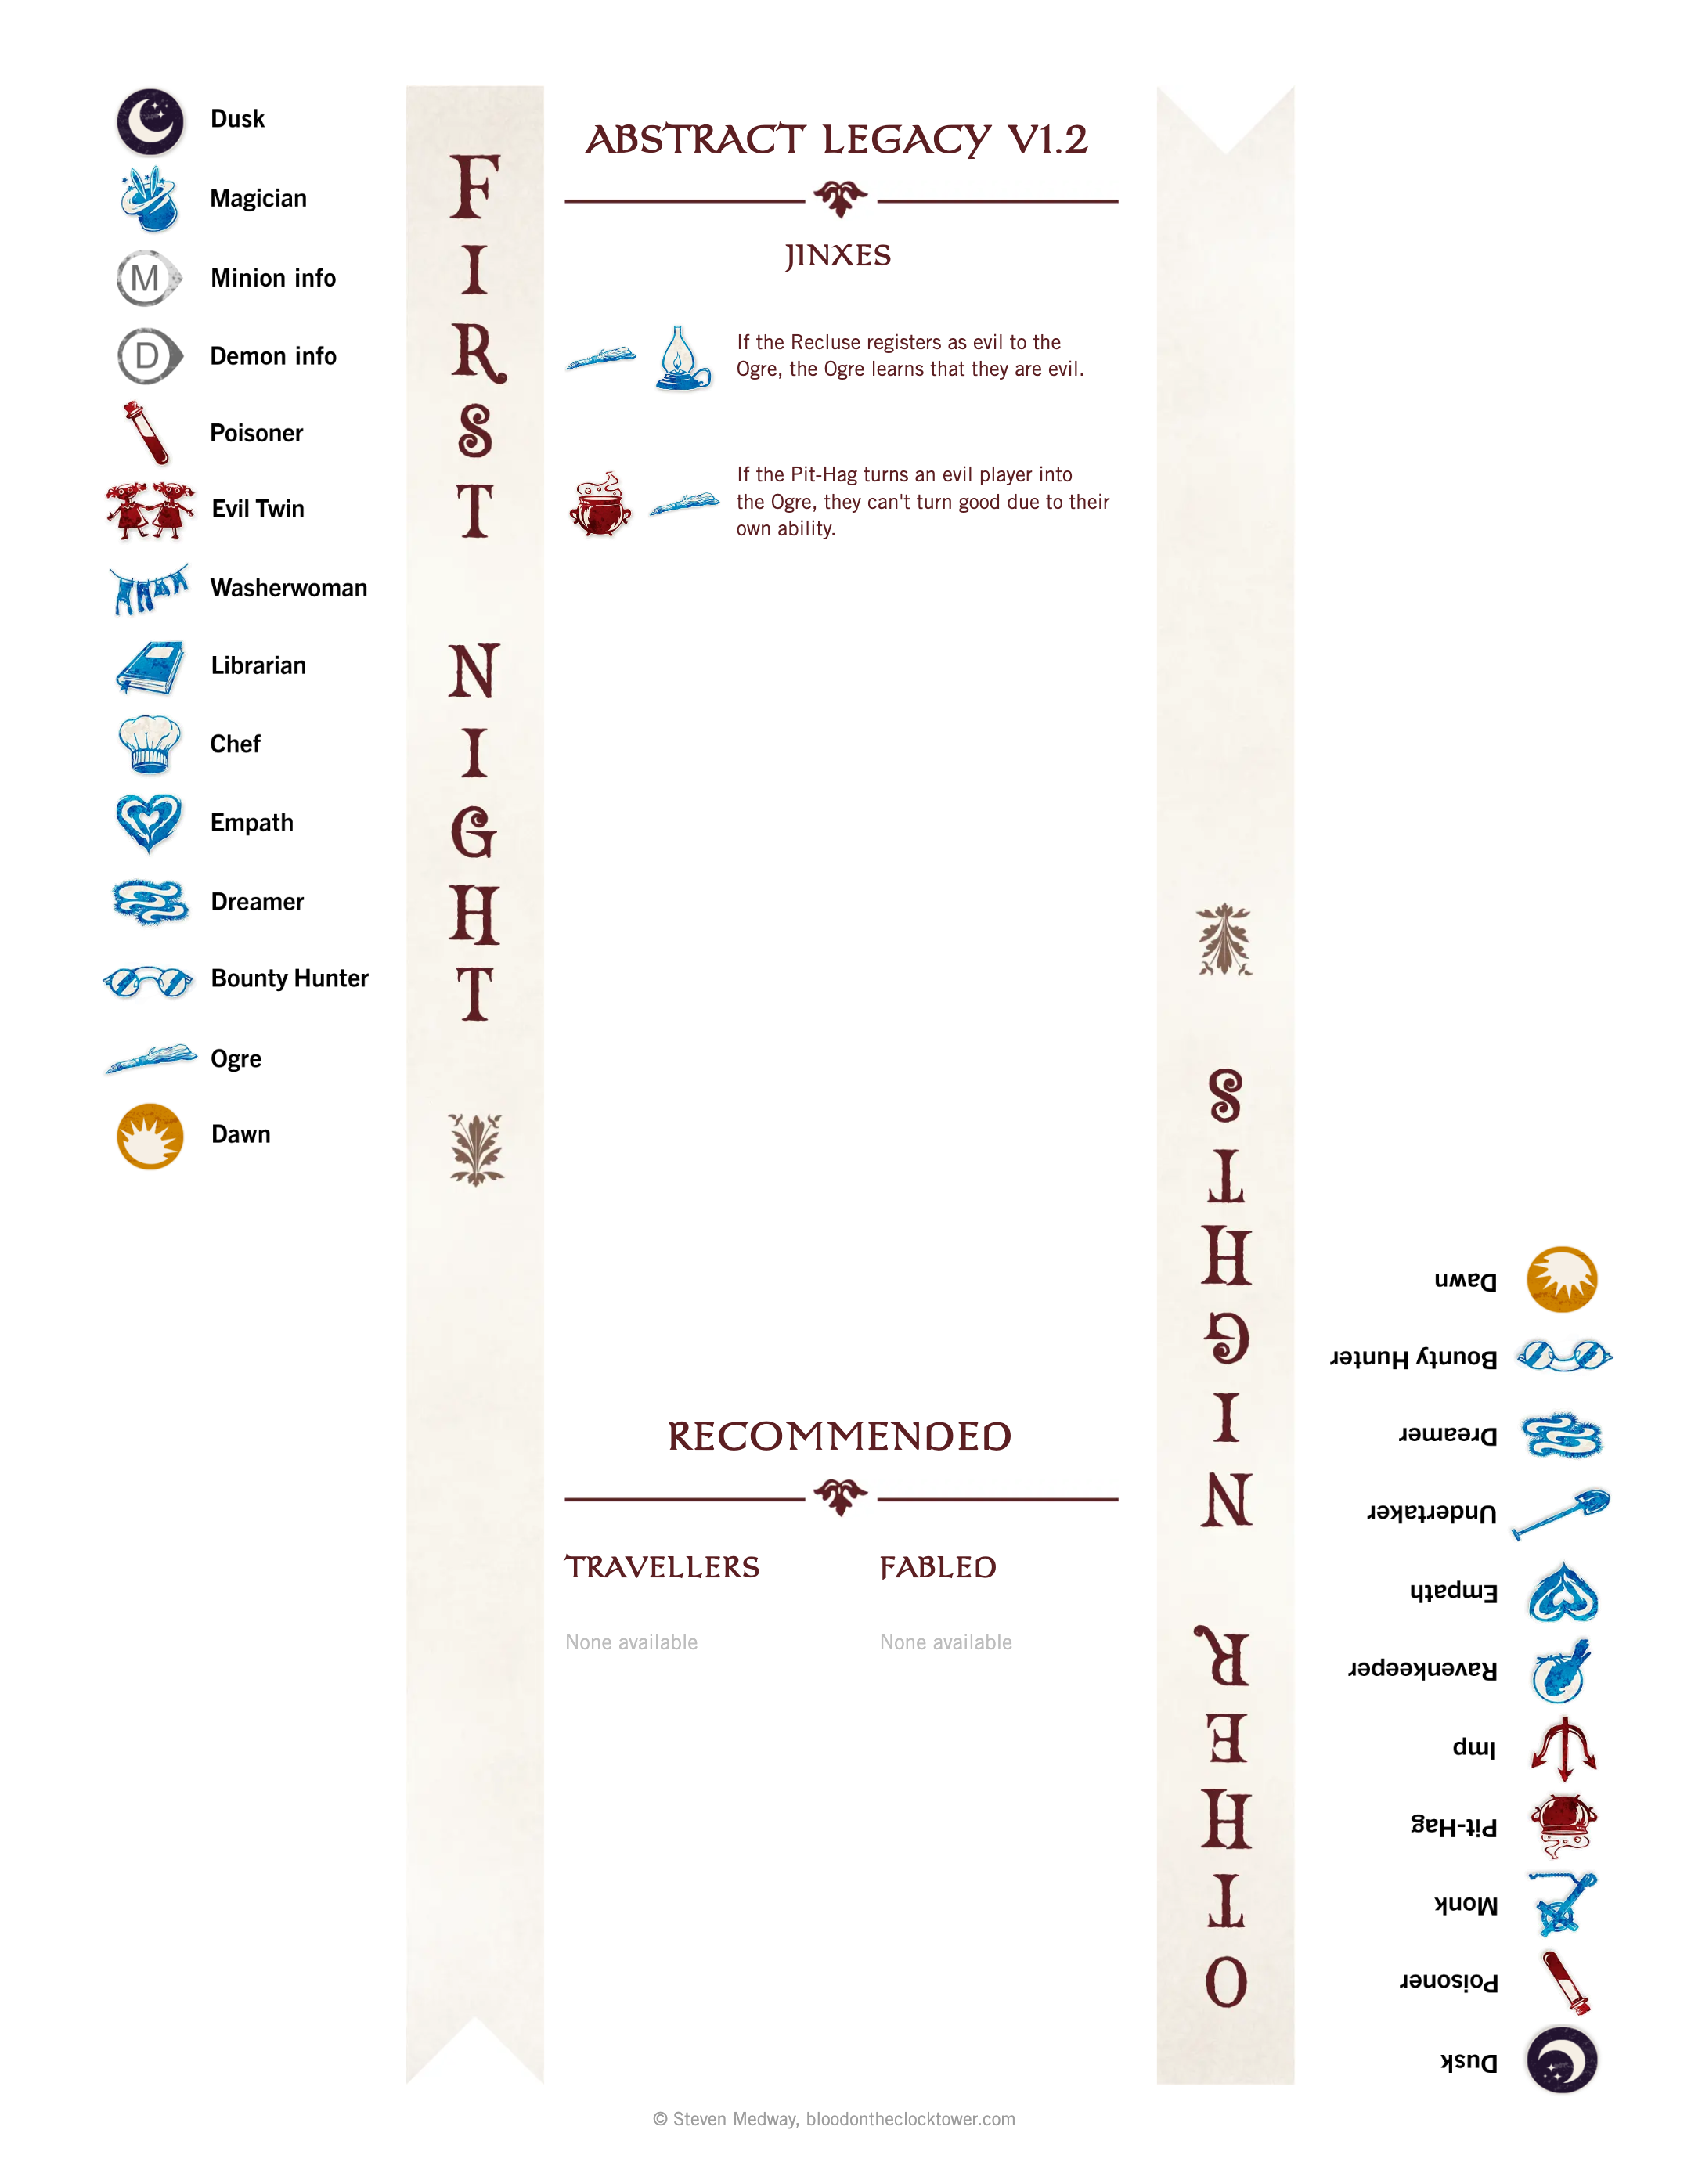 Dusk
Magician
Minion info
Demon info
Poisoner
Evil Twin
Washerwoman
Librarian
Chef
Empath
Dreamer
Bounty Hunter
Ogre
Dawn
M
D
FIRST NIGHT
ABSTRACT LEGACY V1.2
JINXES
If the Recluse registers as evil to the
Ogre, the Ogre learns that they are evil.
If the Pit-Hag turns an evil player into
the Ogre, they can't turn good due to their
own ability.
RECOMMENDED
TRAVELLERS
None available
FABLED
None available
OTHER NIGHTS
Dusk
Poisoner
Monk
Pit-Hag
Imp
Ravenkeeper
Empath
Undertaker
Dreamer
Bounty Hunter
Dawn
© Steven Medway, bloodontheclocktower.com